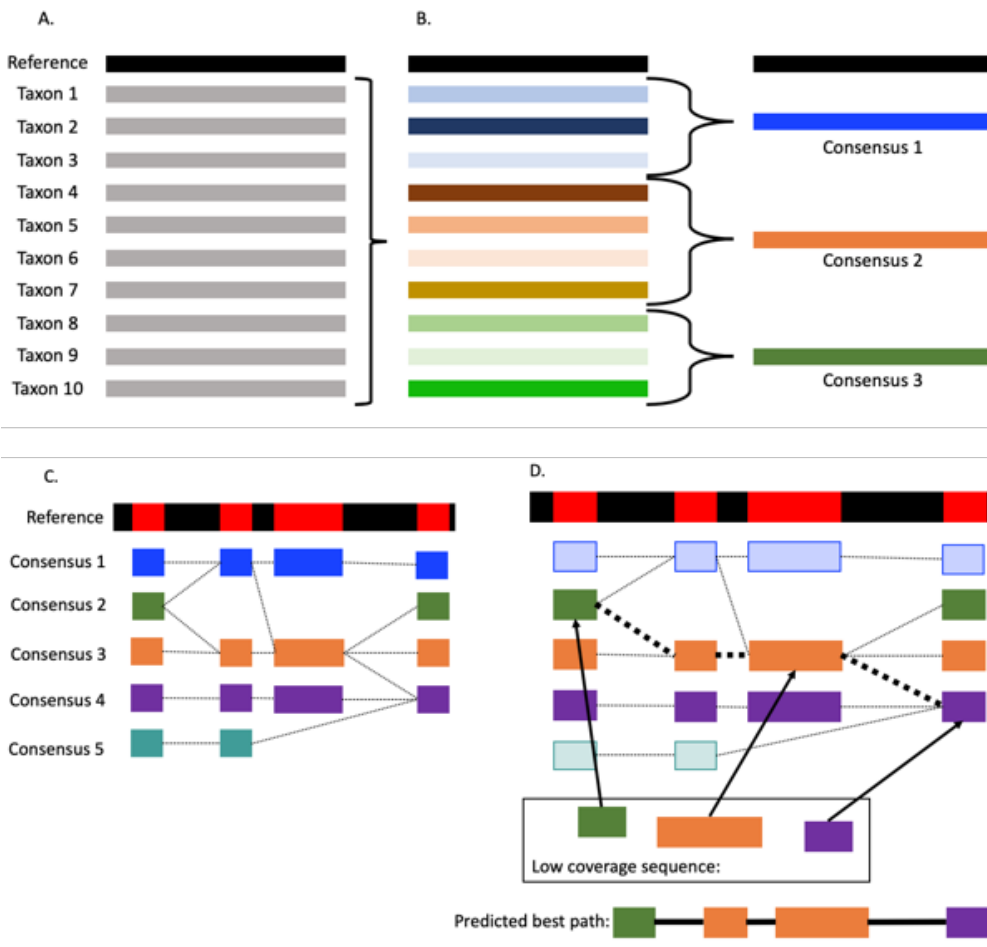 A.
B.
Reference
Taxon 1
Taxon 2
Taxon 3
Taxon 4
Taxon 5
Taxon 6
Taxon 7
Taxon 8
Taxon 9
Taxon 10
Consensus 1
Consensus 2
Consensus 3
C.
Reference
Consensus 1
Consensus 2
Consensus 3
Consensus 4
Consensus 5
D.
Low coverage sequence:
Predicted best path: